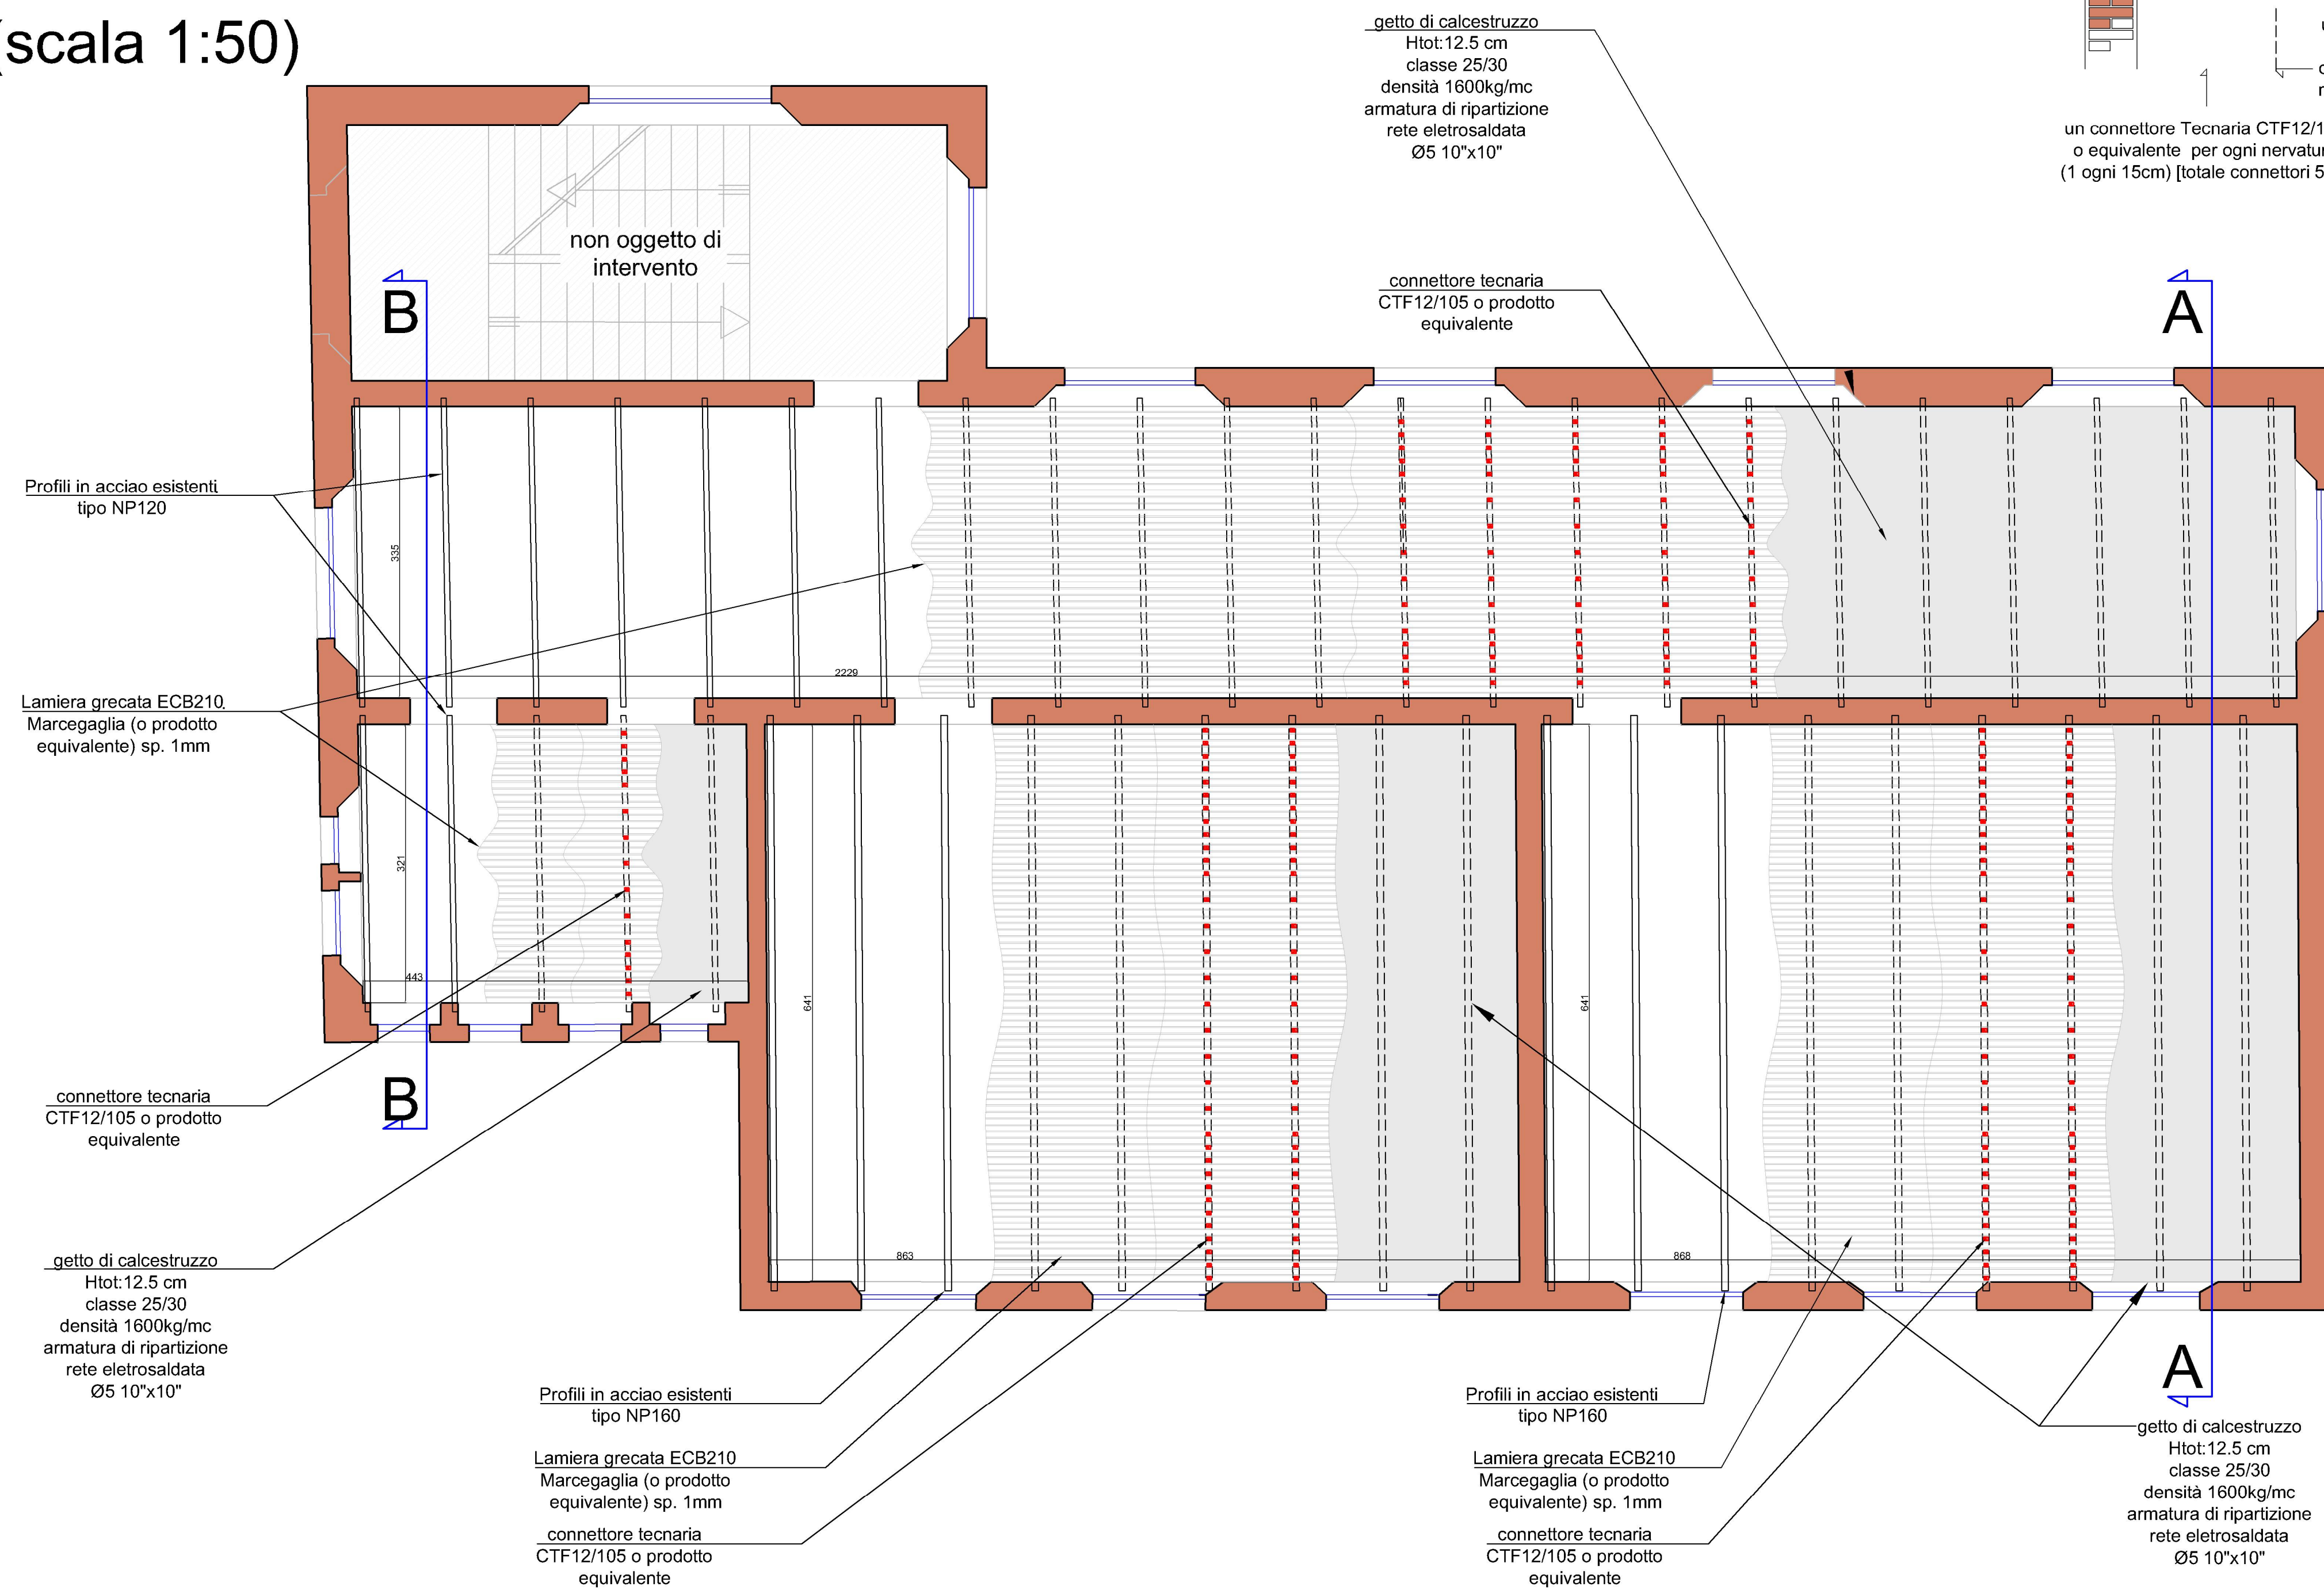 (scala 1:50)
getto di calcestruzzo
Htot:12.5 cm
classe 25/30
densità 1600kg/mc
armatura di ripartizione
rete eletrosaldata
Ø5 10"x10"
un connettore Tecnaria CTF12/1
o equivalente per ogni nervatur
(1 ogni 15cm) [totale connettori 5
non oggetto di
intervento
B
connettore tecnaria
CTF12/105 o prodotto
equivalente
A
Profili in acciao esistenti
tipo NP120
335
2229
Lamiera grecata ECB210
Marcegaglia (o prodotto
equivalente) sp. 1mm
321
443
641
641
connettore tecnaria
CTF12/105 o prodotto
equivalente
B
863
868
getto di calcestruzzo
Htot:12.5 cm
classe 25/30
densità 1600kg/mc
armatura di ripartizione
rete eletrosaldata
Ø5 10"x10"
A
Profili in acciao esistenti
tipo NP160
Lamiera grecata ECB210
Marcegaglia (o prodotto
equivalente) sp. 1mm
connettore tecnaria
CTF12/105 o prodotto
equivalente
Profili in acciao esistenti
tipo NP160
Lamiera grecata ECB210
Marcegaglia (o prodotto
equivalente) sp. 1mm
connettore tecnaria
CTF12/105 o prodotto
equivalente
getto di calcestruzzo
Htot:12.5 cm
classe 25/30
densità 1600kg/mc
armatura di ripartizione
rete eletrosaldata
Ø5 10"x10"